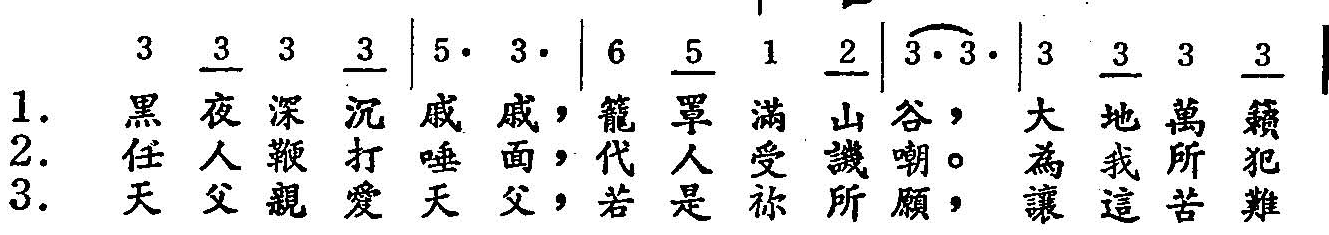 3 3 3 3 | 5· 3· | 6 5 1 2 | 3·3· | 3 3 3 3 |
1. 黑夜深沉戚戚，籠罩滿山谷，大地萬籟
2. 任人鞭打唾面，代人受譏嘲。為我所犯
3. 天父親愛天父，若是祢所願，讓這苦難